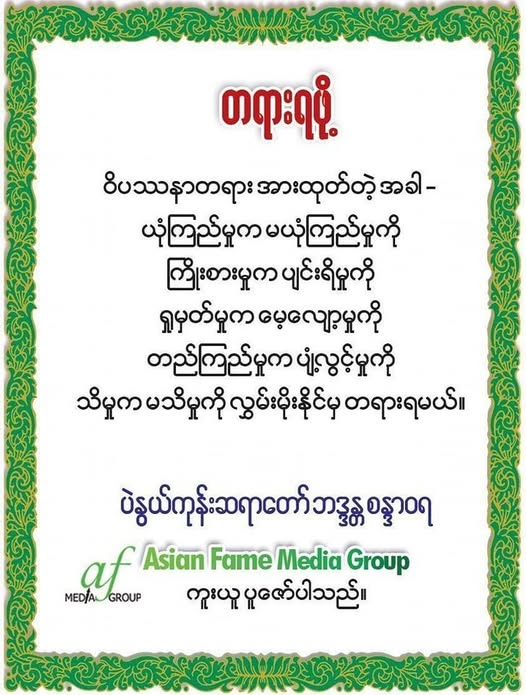 တရားရဖို့
ဝိပဿနာတရား အားထုတ်တဲ့ အခါ –
ယုံကြည်မှုက မယုံကြည်မှုကို
ကြိုးစားမှုက ပျင်းရိမှုကို
ရှုမှတ်မှုက မေ့လျော့မှုကို
တည်ကြည်မှုက ပျံ့လွင့်မှုကို
သိမှုက မသိမှုကို လွှမ်းမိုးနိုင်မှ တရားရမယ်။
ပဲနွယ်ကုန်းဆရာတော် ဘဒ္ဒန္တ စန္ဒာဝရ
af MEDIA GROUP
Asian Fame Media Group
ကူးယူ ပူဇော်ပါသည်။